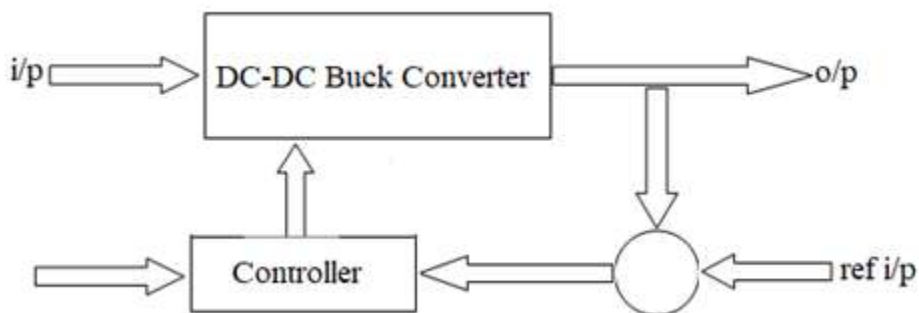 i/p
DC-DC Buck Converter
o/p
Controller
ref i/p